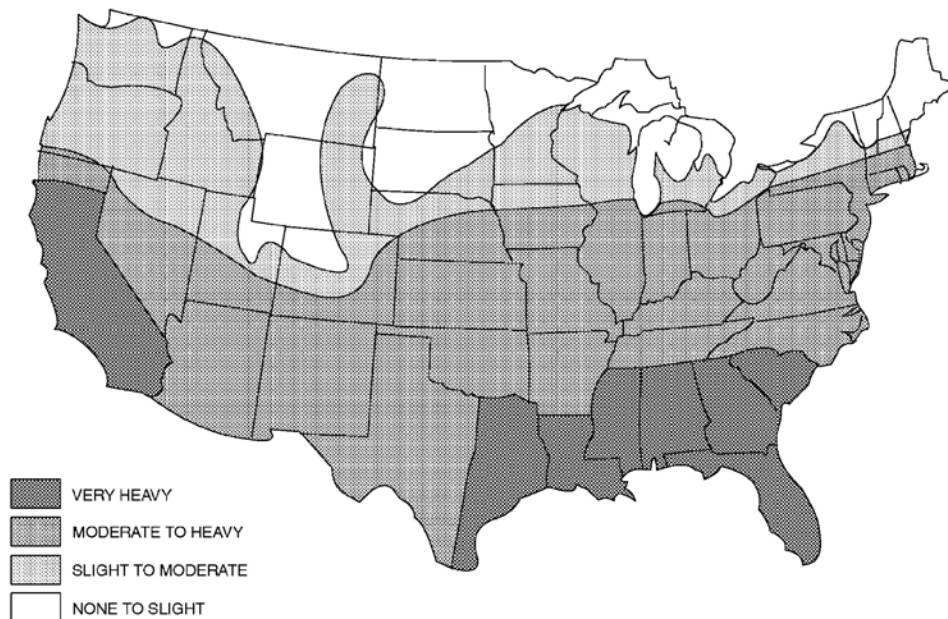 VERY HEAVY
MODERATE TO HEAVY
SLIGHT TO MODERATE
NONE TO SLIGHT